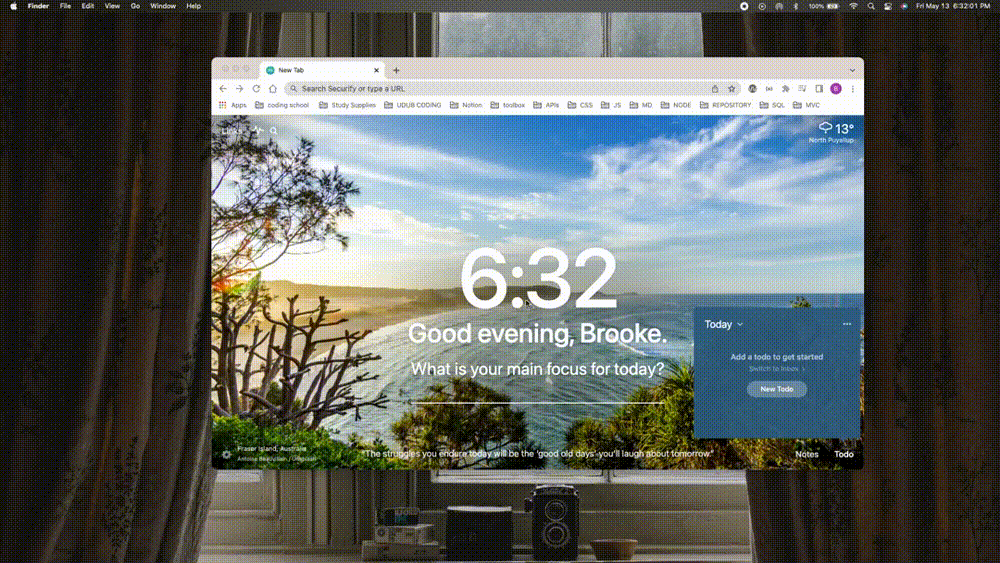 Finder File Edit View Go Window Help 100% Fri May 13 6:32:01 PM
New Tab
Search Securify or type a URL
Apps coding school Study Supplies UDUB CODING Notion toolbox APIs CSS JS MD NODE REPOSITORY SQL MVC
13°
North Puyallup
6:32
Good evening, Brooke.
What is your main focus for today?
Today
Add a todo to get started
Switch to Inbox >
New Todo
Fraser Island, Australia
"The struggles you endure today will be the 'good old days' you'll laugh about tomorrow."
Notes Todo